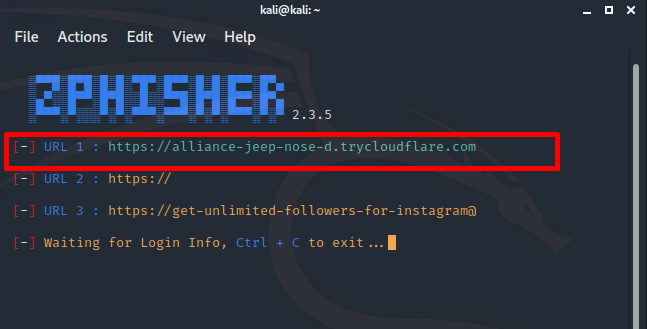 kali@kali: ~
File Actions Edit View Help
ZPHISHER 2.3.5
[-] URL 1 : https://alliance-jeep-nose-d.trycloudflare.com
[-] URL 2 : https://
[-] URL 3 : https://get-unlimited-followers-for-instagram@
[-] Waiting for Login Info, Ctrl + C to exit...